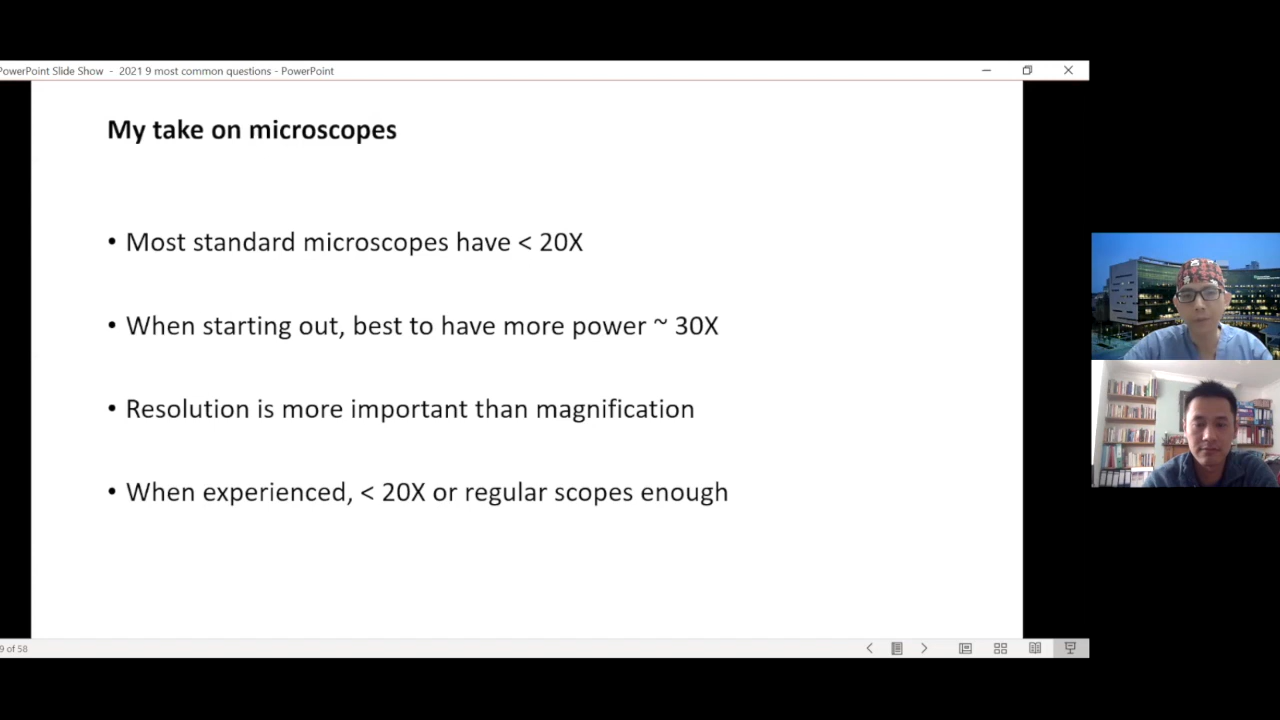 PowerPoint Slide Show - 2021 9 most common questions - PowerPoint
My take on microscopes
• Most standard microscopes have < 20X
• When starting out, best to have more power ~ 30X
• Resolution is more important than magnification
• When experienced, < 20X or regular scopes enough
9 of 58